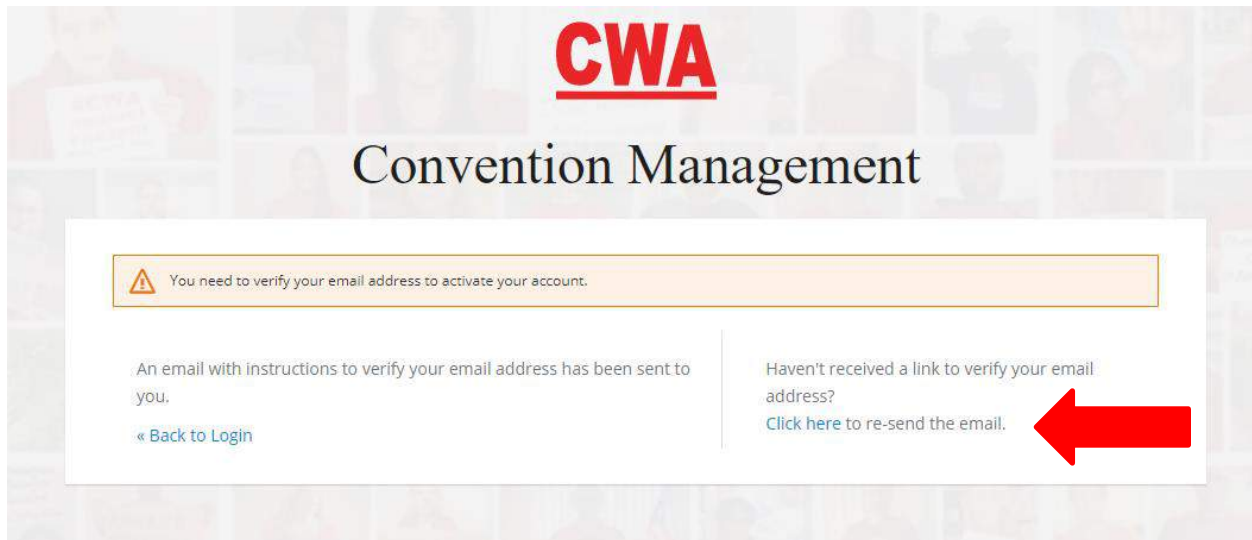 CWA
Convention Management
You need to verify your email address to activate your account.
An email with instructions to verify your email address has been sent to
you.
« Back to Login
Haven't received a link to verify your email
address?
Click here to re-send the email.